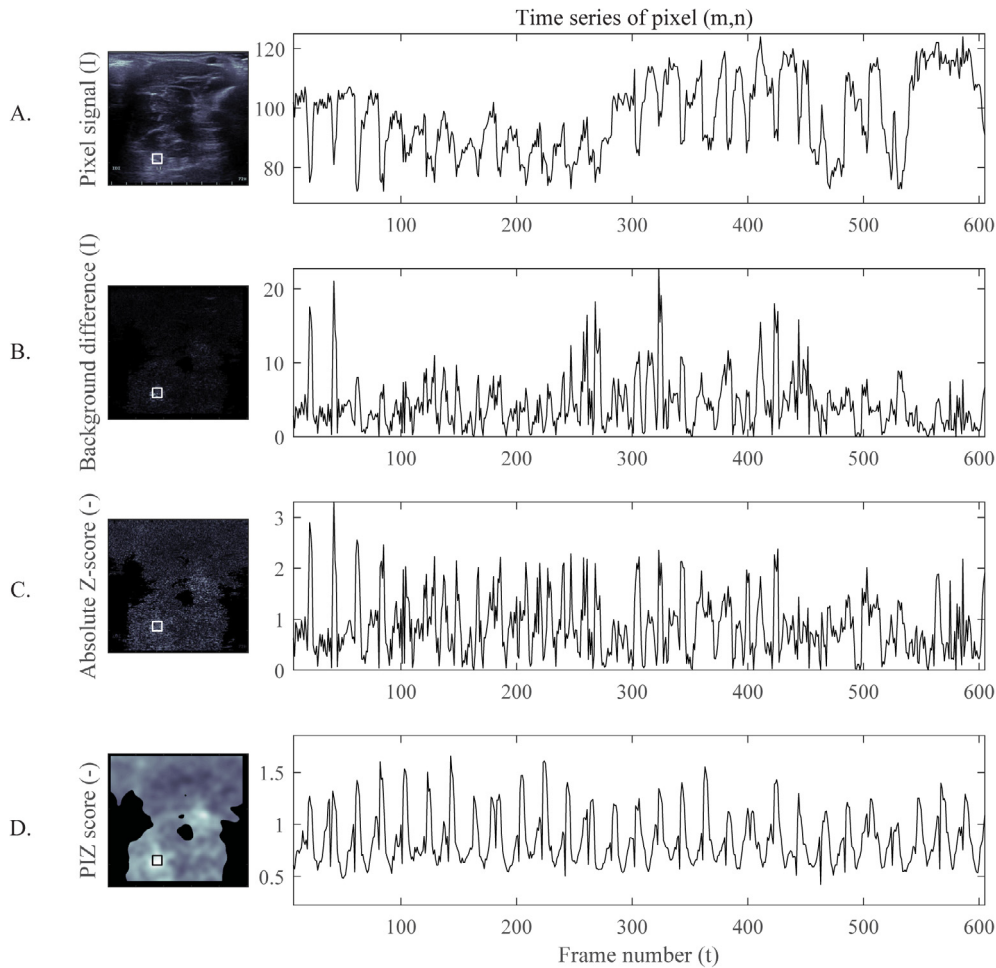 Time series of pixel (m,n)
A.
Pixel signal (I)
120
100
80
100 200 300 400 500 600
B.
Background difference (I)
20
10
0
100 200 300 400 500 600
C.
Absolute Z-score (-)
3
2
1
0
100 200 300 400 500 600
D.
PIZ score (-)
1.5
1
0.5
100 200 300 400 500 600
Frame number (t)